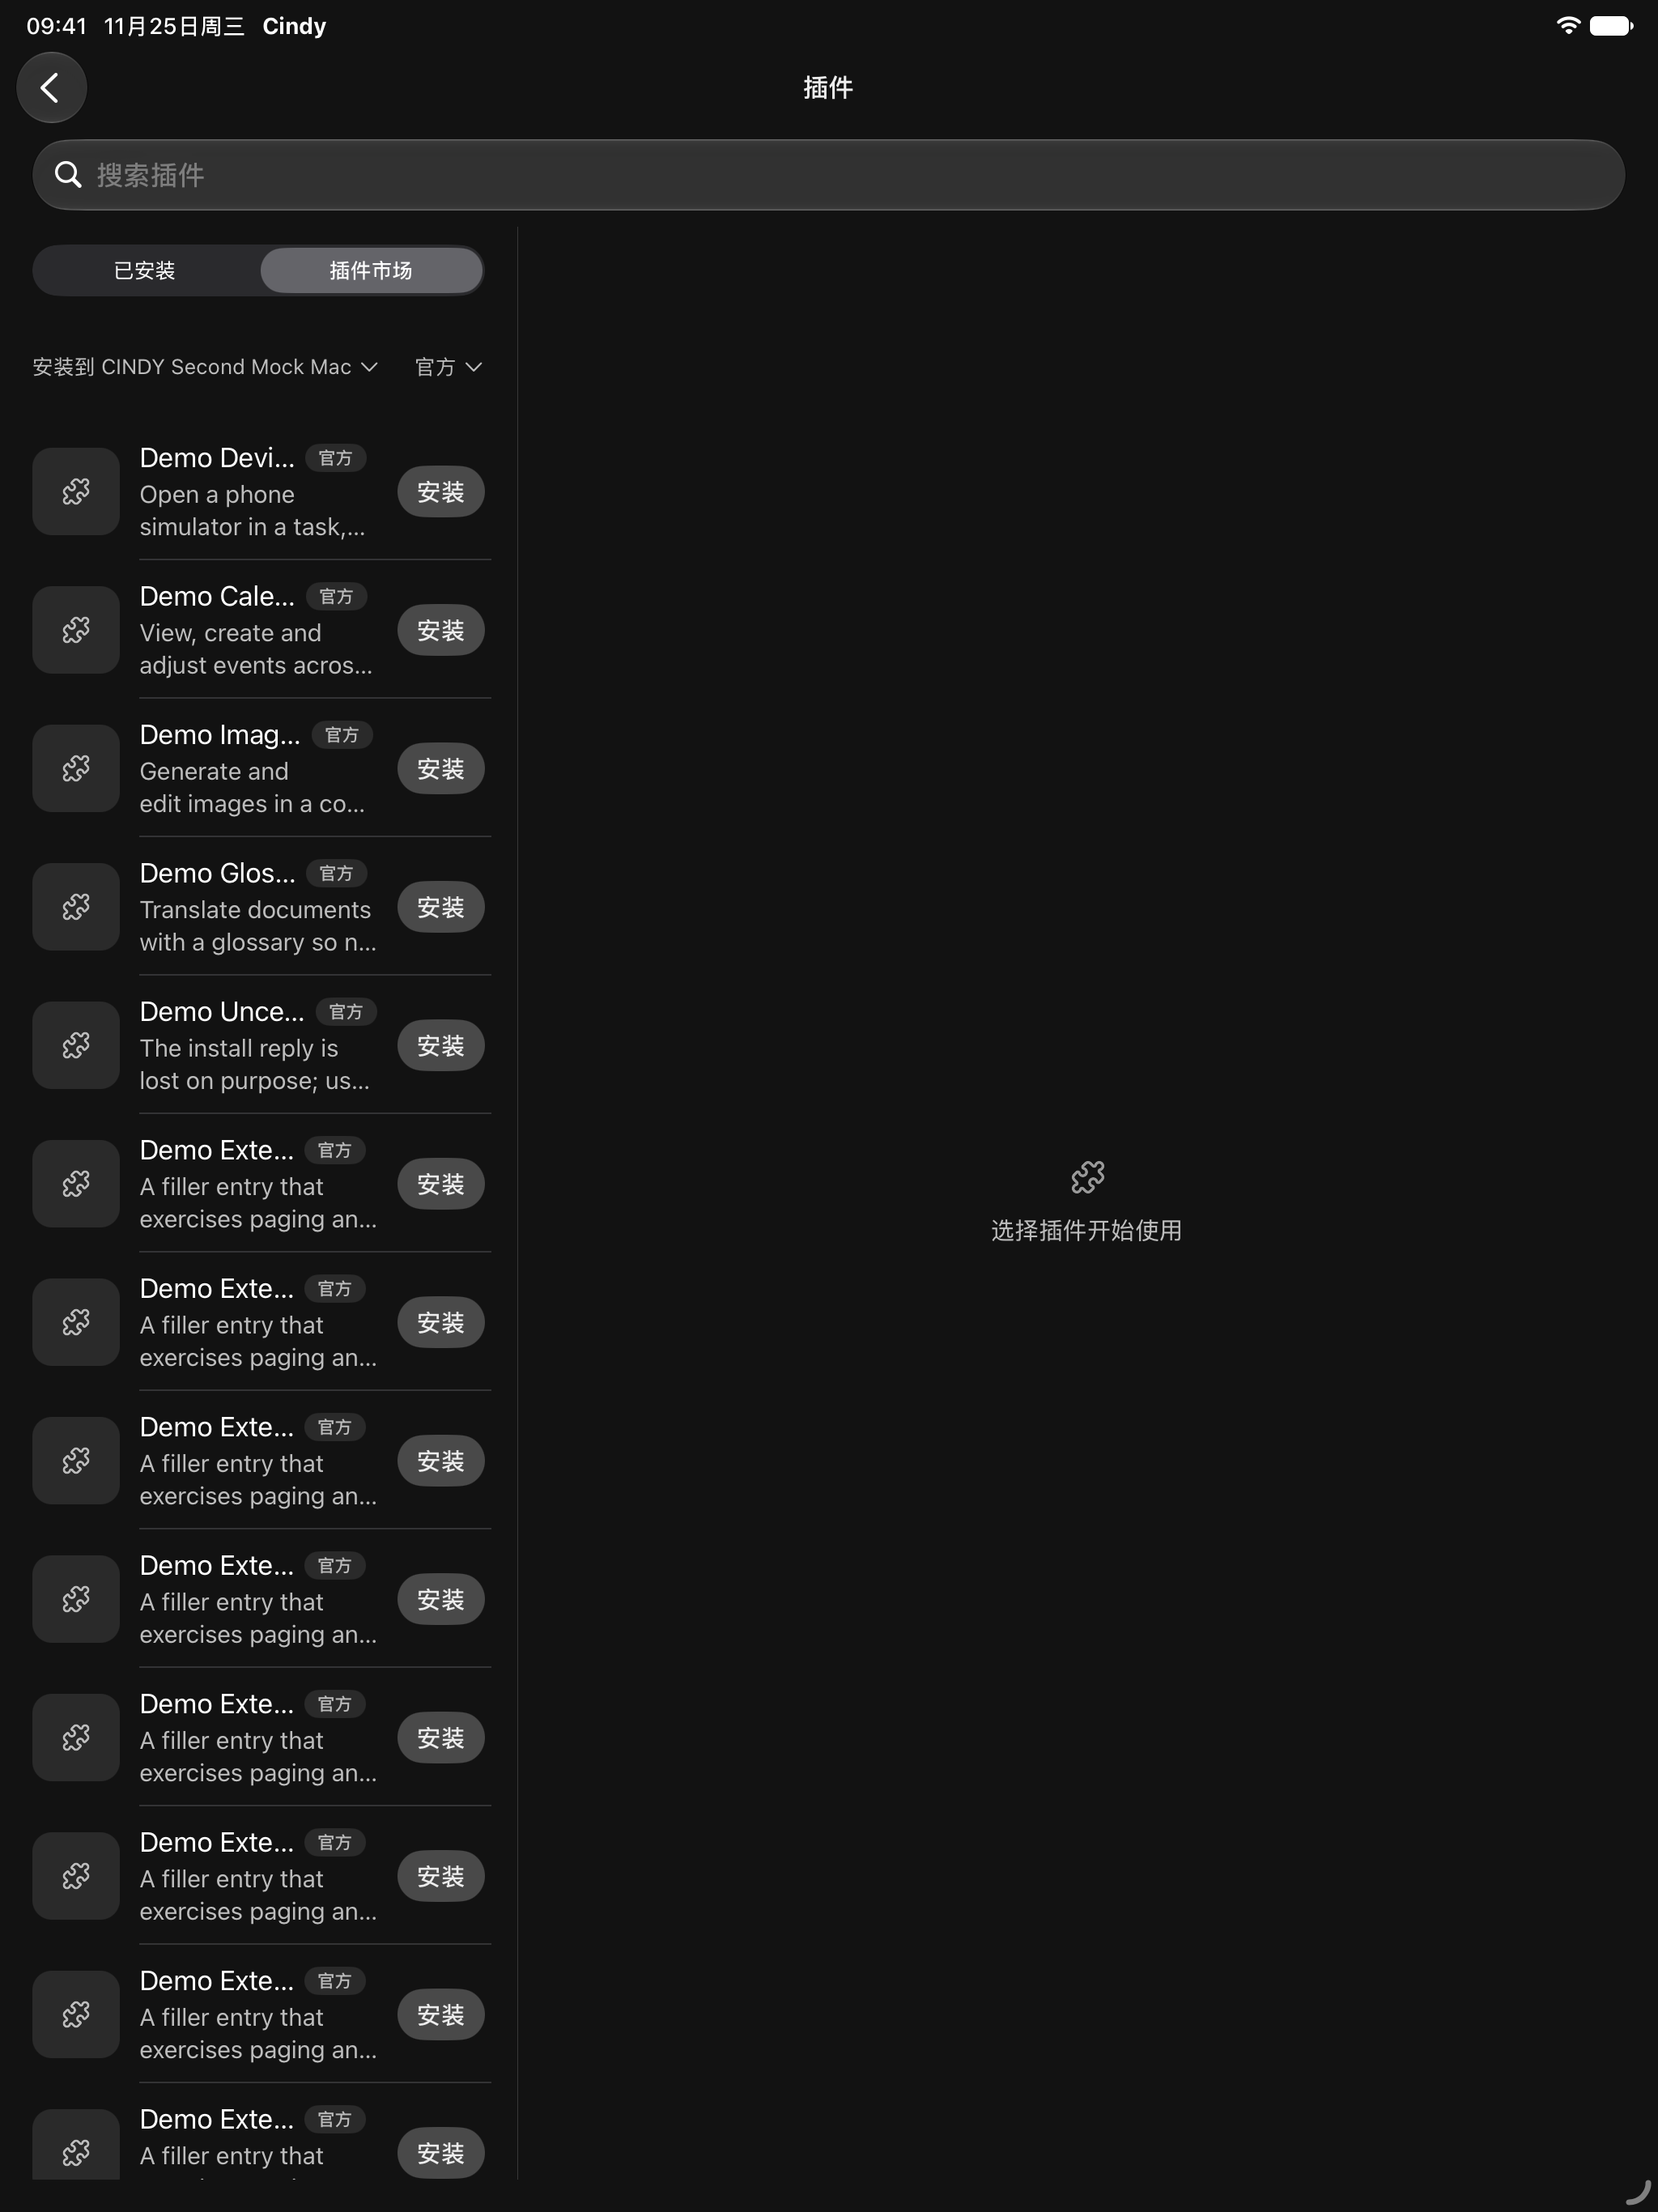 09:41 11月25日周三 Cindy
插件
搜索插件
已安装 插件市场
安装到 CINDY Second Mock Mac 官方
Demo Devi... 官方
Open a phone
simulator in a task,...
安装
Demo Cale... 官方
View, create and
adjust events acros...
安装
Demo Imag... 官方
Generate and
edit images in a co...
安装
Demo Glos... 官方
Translate documents
with a glossary so n...
安装
Demo Unce... 官方
The install reply is
lost on purpose; us...
安装
Demo Exte... 官方
A filler entry that
exercises paging an...
安装
Demo Exte... 官方
A filler entry that
exercises paging an...
安装
Demo Exte... 官方
A filler entry that
exercises paging an...
安装
Demo Exte... 官方
A filler entry that
exercises paging an...
安装
Demo Exte... 官方
A filler entry that
exercises paging an...
安装
Demo Exte... 官方
A filler entry that
exercises paging an...
安装
Demo Exte... 官方
A filler entry that
exercises paging an...
安装
Demo Exte... 官方
A filler entry that
安装
选择插件开始使用